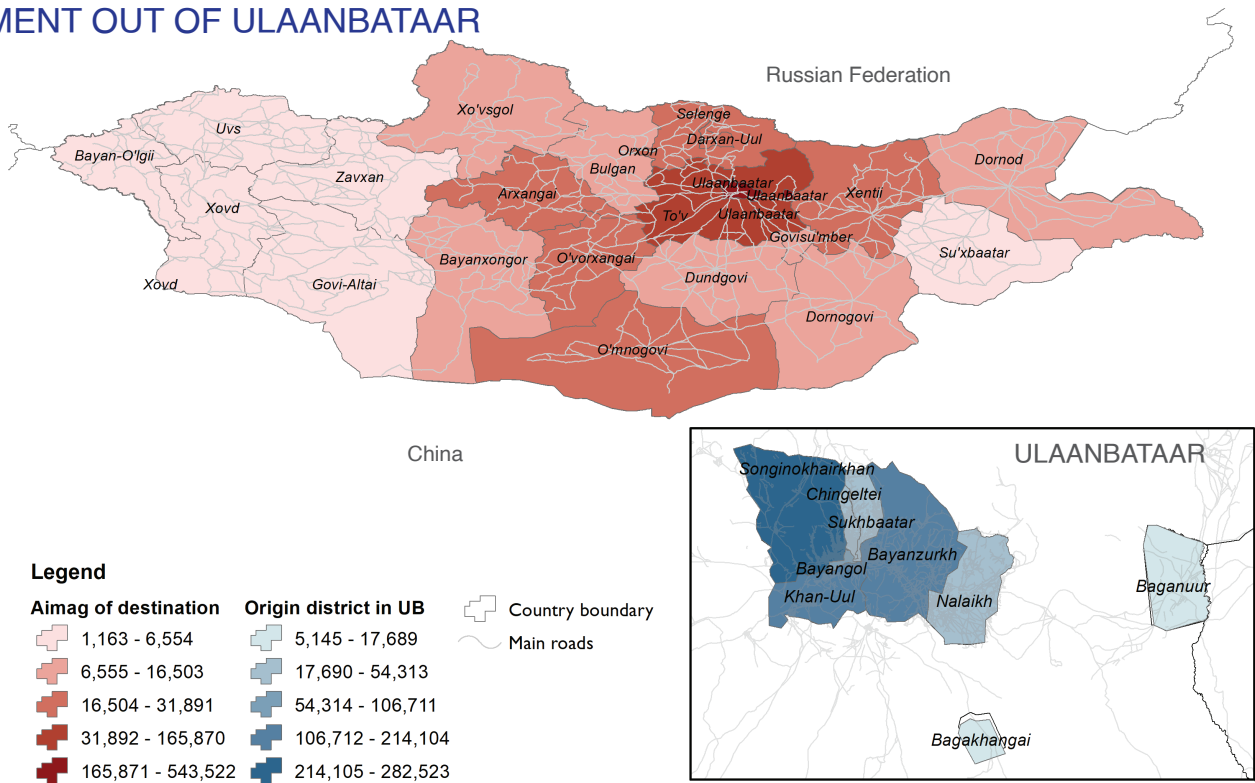 MENT OUT OF ULAANBATAAR
Russian Federation
Xo'vsgol
Selenge
Uvs
Darxan-Uul
Bayan-O'lgii
Orxon
Dornod
Bulgan
Zavxan
Ulaanbaatar
Arxangai
Ulaanbaatar
Xentii
Xovd
To'v
Ulaanbaatar
Govisu'mber
Su'xbaatar
O'vorxangai
Bayanxongor
Dundgovi
Xovd
Govi-Altai
Dornogovi
O'mnogovi
China
ULAANBATAAR
Songinokhairkhan
Chingeltei
Sukhbaatar
Bayanzurkh
Bayangol
Khan-Uul
Nalaikh
Baganuur
Bagakhangai
Legend
Aimag of destination
1,163 - 6,554
6,555 - 16,503
16,504 - 31,891
31,892 - 165,870
165,871 - 543,522
Origin district in UB
5,145 - 17,689
17,690 - 54,313
54,314 - 106,711
106,712 - 214,104
214,105 - 282,523
Country boundary
Main roads